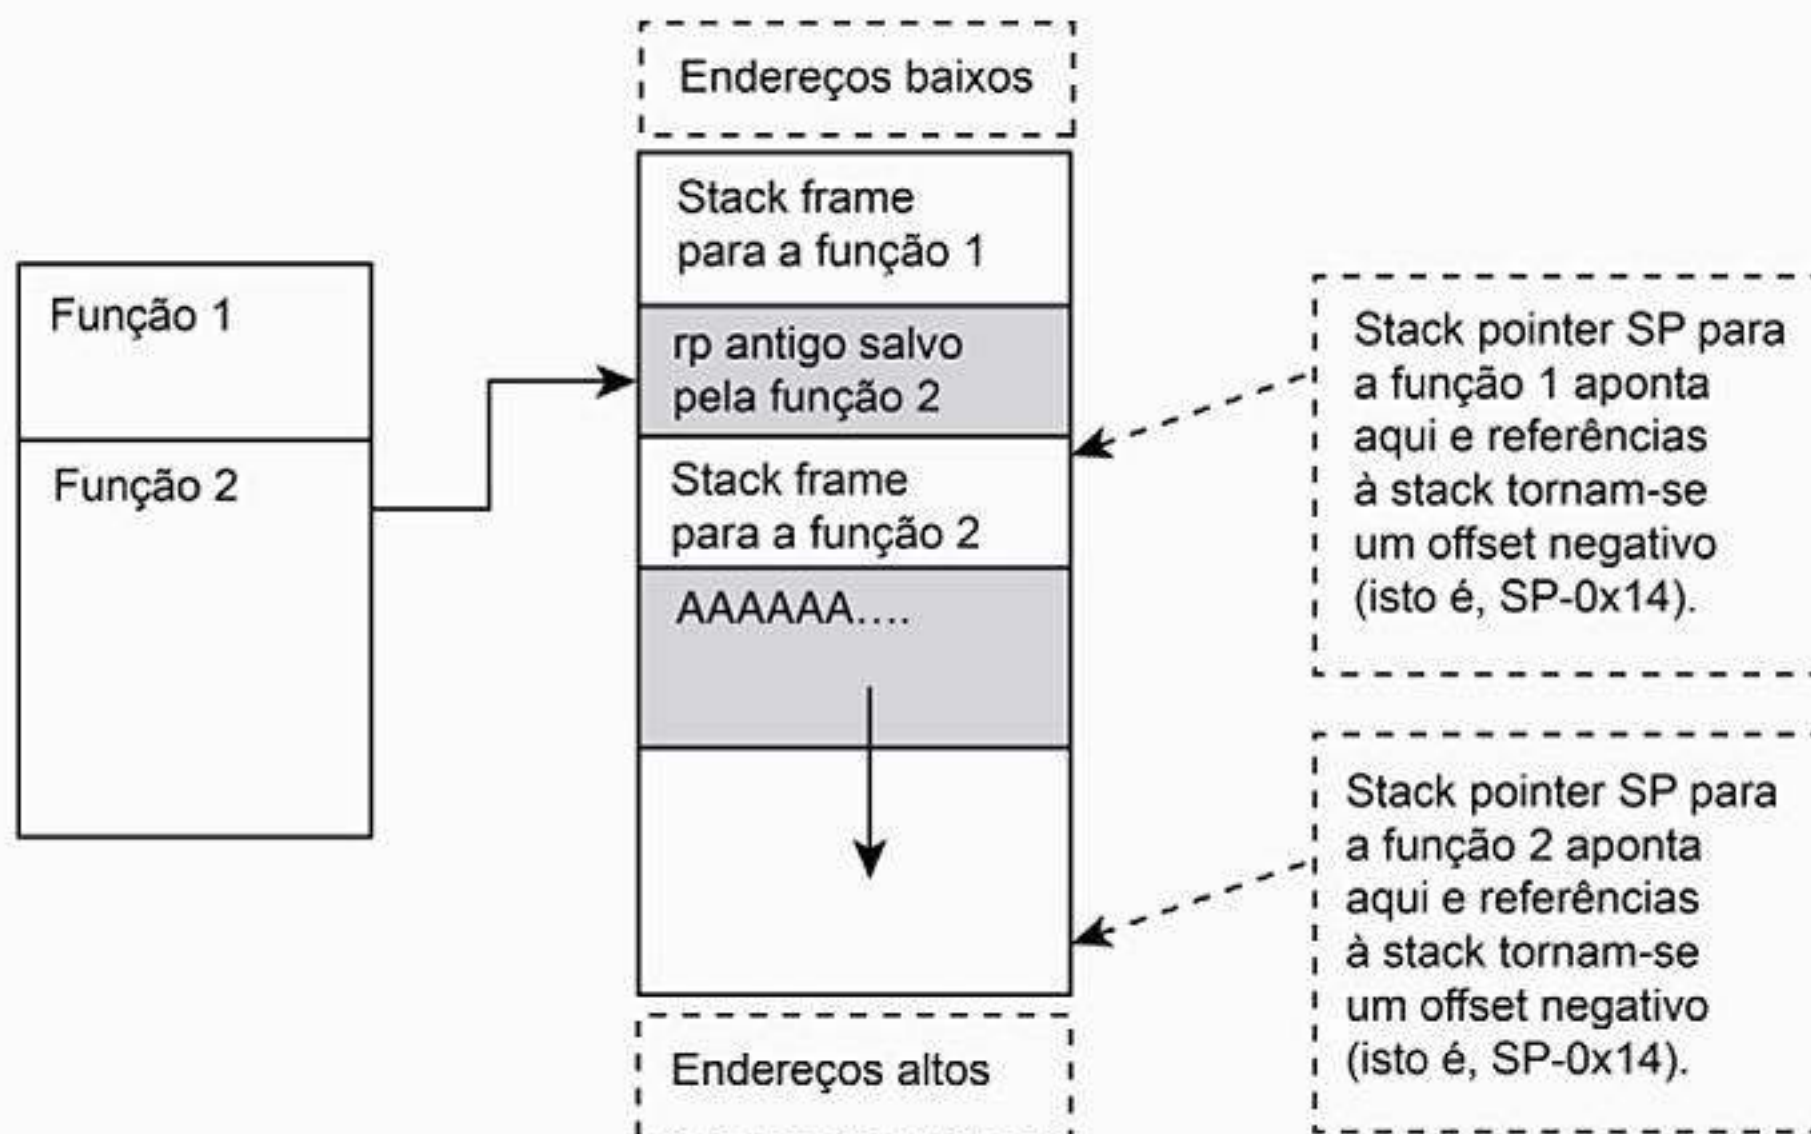 Endereços baixos
Stack frame
para a função 1
Função 1
rp antigo salvo
pela função 2
Stack pointer SP para
a função 1 aponta
aqui e referências
à stack tornam-se
um offset negativo
(isto é, SP-0x14).
Função 2
Stack frame
para a função 2
AAAAAA....
Stack pointer SP para
a função 2 aponta
aqui e referências
à stack tornam-se
um offset negativo
(isto é, SP-0x14).
Endereços altos